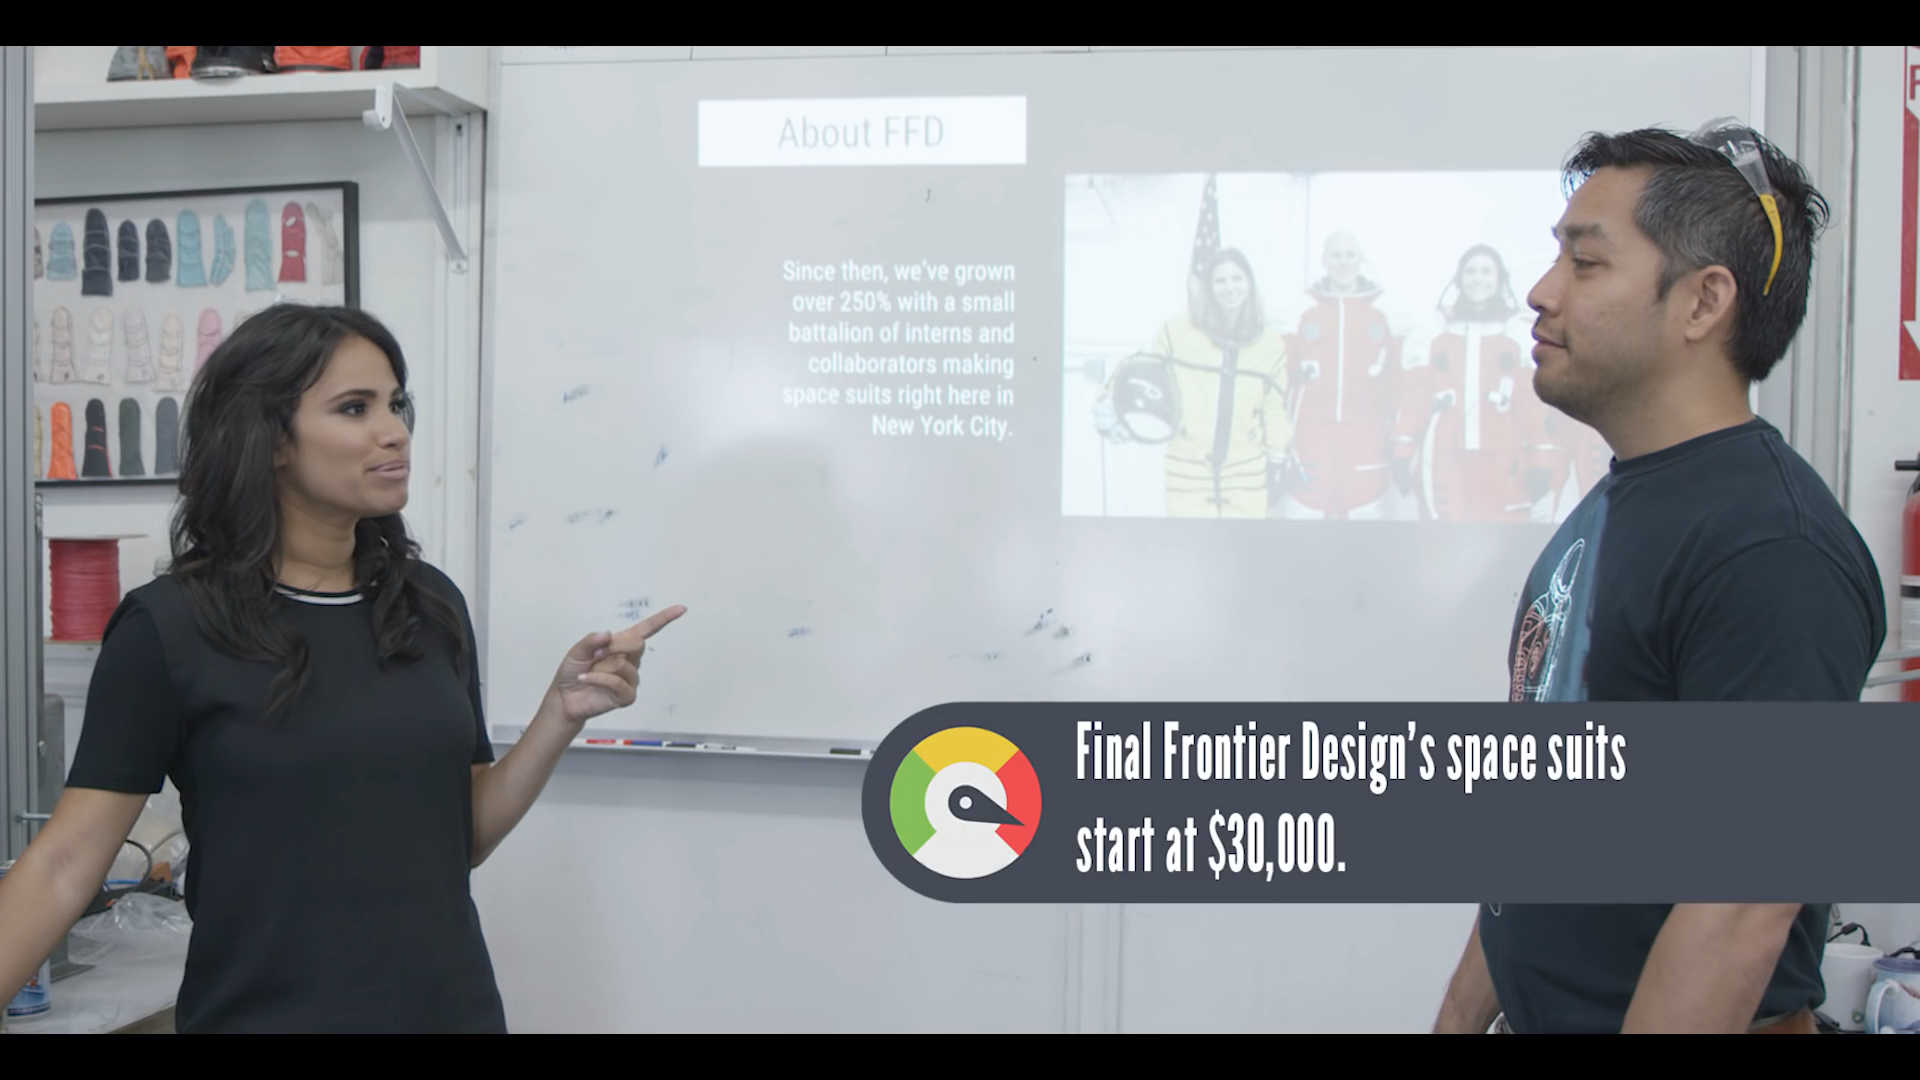 About FFD
Since then, we've grown
over 250% with a small
battalion of interns and
collaborators making
space suits right here in
New York City.
Final Frontier Design's space suits
start at $30,000.